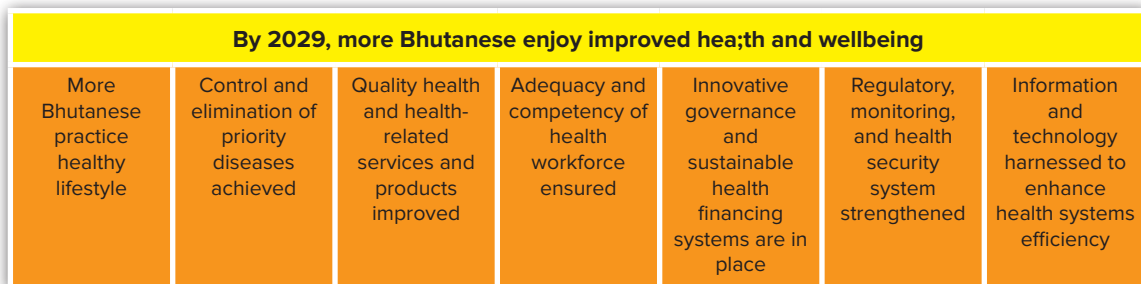 By 2029, more Bhutanese enjoy improved hea;th and wellbeing
More
Bhutanese
practice
healthy
lifestyle
Control and
elimination of
priority
diseases
achieved
Quality health
and health-
related
services and
products
improved
Adequacy and
competency of
health
workforce
ensured
Innovative
governance
and
sustainable
health
financing
systems are in
place
Regulatory,
monitoring,
and health
security
system
strengthened
Information
and
technology
harnessed to
enhance
health systems
efficiency